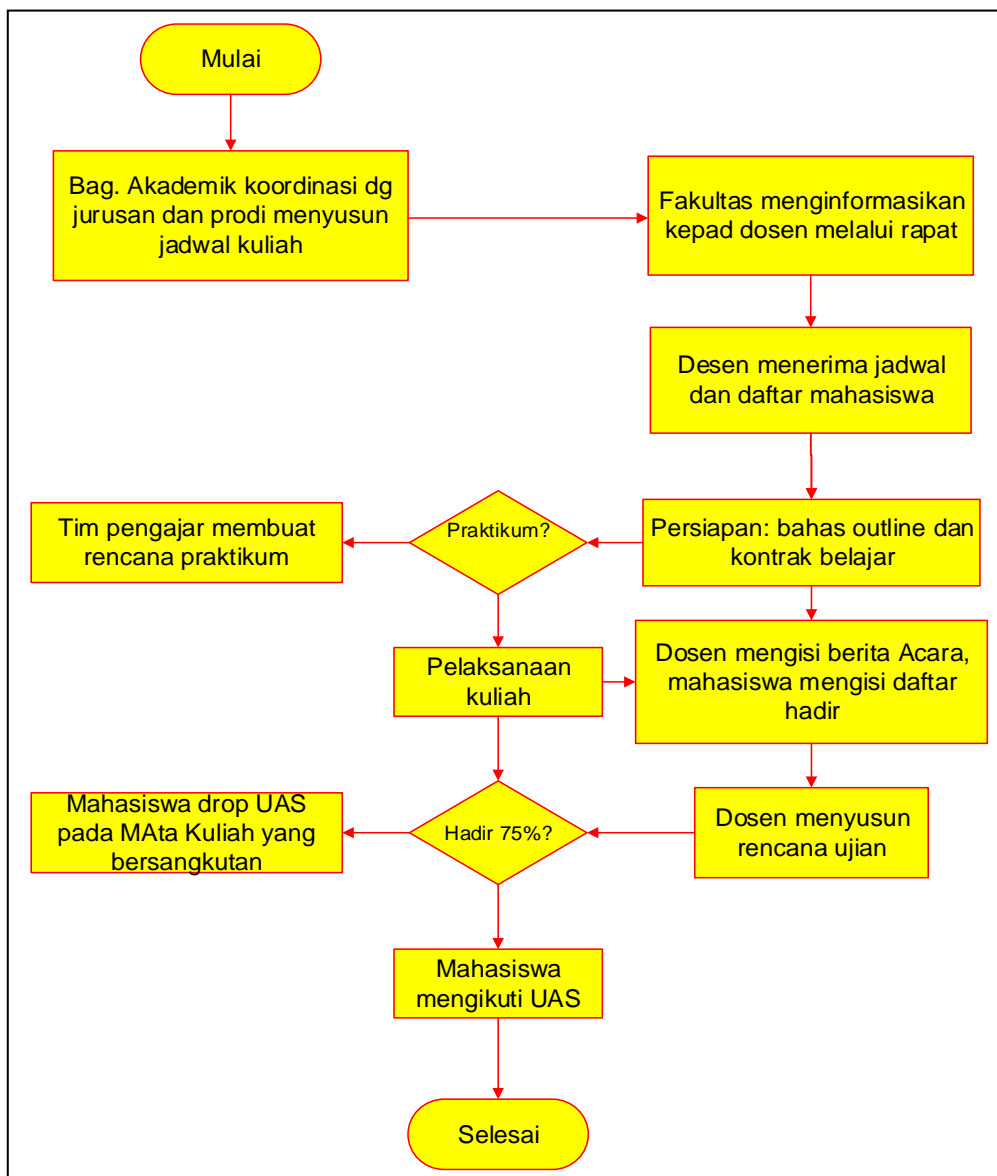 Mulai
Bag. Akademik koordinasi dg
jurusan dan prodi menyusun
jadwal kuliah
Fakultas menginformasikan
kepad dosen melalui rapat
Desen menerima jadwal
dan daftar mahasiswa
Persiapan: bahas outline dan
kontrak belajar
Praktikum?
Tim pengajar membuat
rencana praktikum
Pelaksanaan
kuliah
Dosen mengisi berita Acara,
mahasiswa mengisi daftar
hadir
Dosen menyusun
rencana ujian
Hadir 75%?
Mahasiswa drop UAS
pada MAta Kuliah yang
bersangkutan
Mahasiswa
mengikuti UAS
Selesai